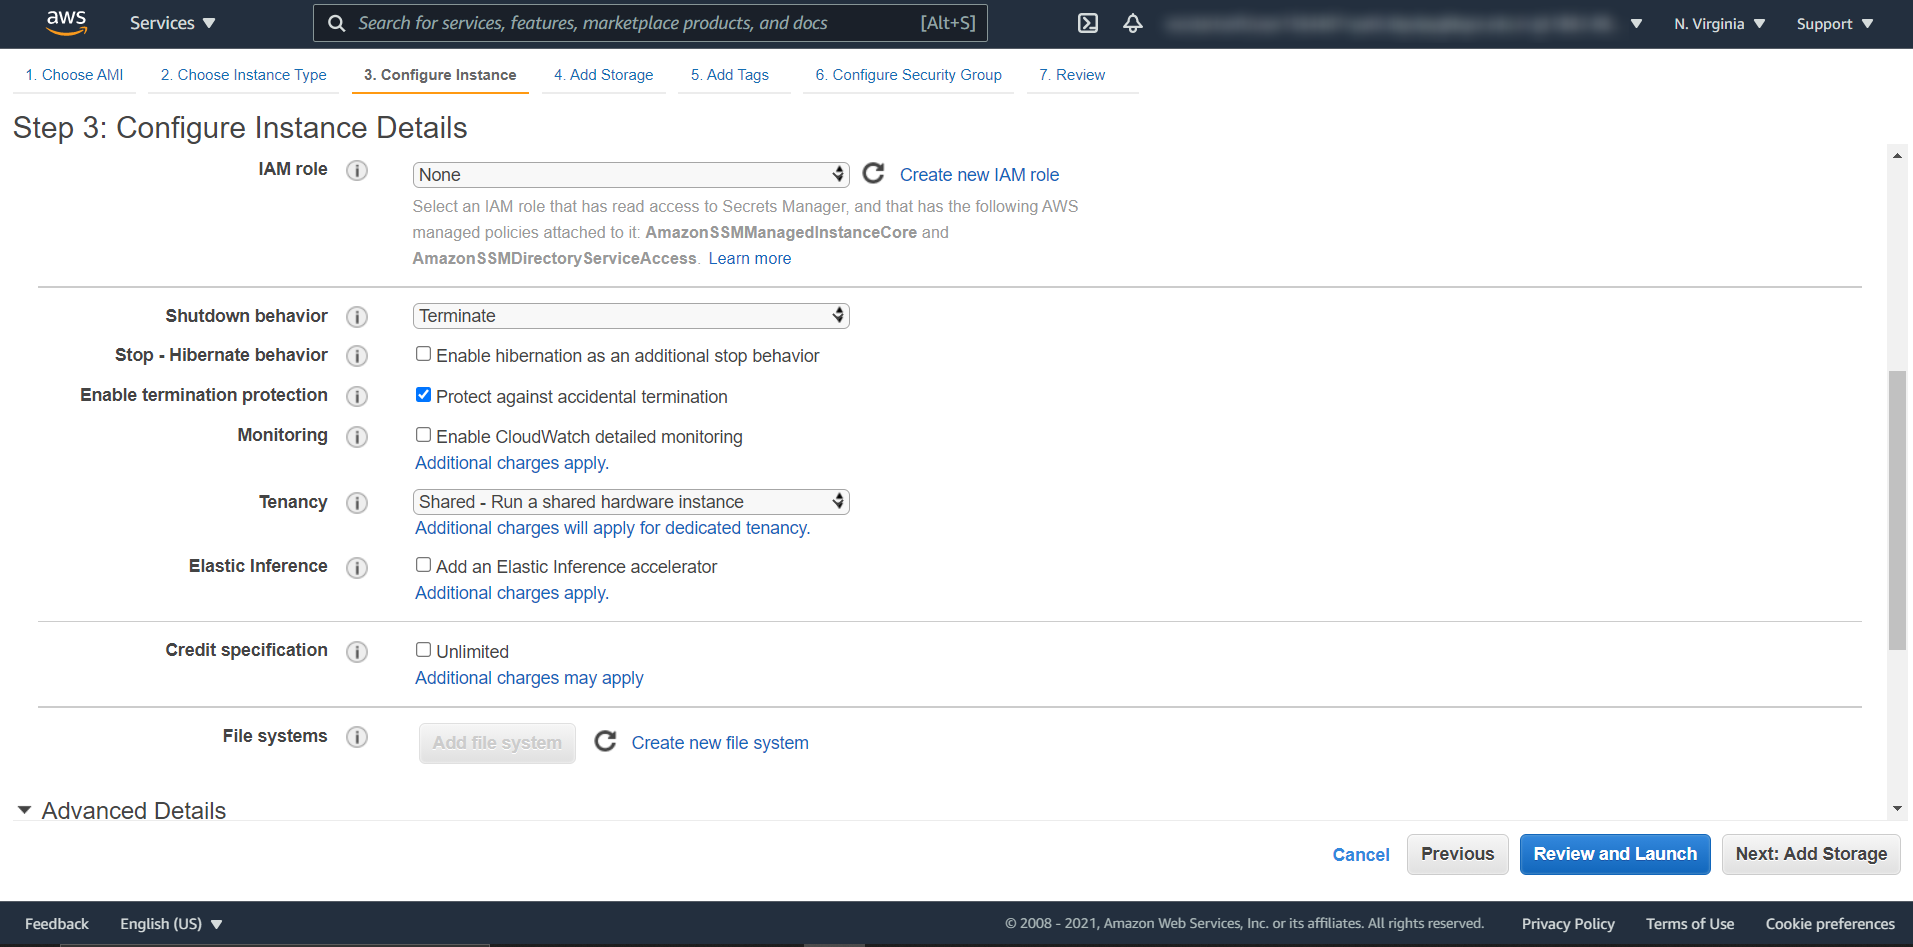 aws
Services
Search for services, features, marketplace products, and docs [Alt+S]
N. Virginia
Support
1. Choose AMI
2. Choose Instance Type
3. Configure Instance
4. Add Storage
5. Add Tags
6. Configure Security Group
7. Review
Step 3: Configure Instance Details
IAM role
None
Create new IAM role
Select an IAM role that has read access to Secrets Manager, and that has the following AWS
managed policies attached to it: AmazonSSMManagedInstanceCore and
AmazonSSMDirectoryServiceAccess. Learn more
Shutdown behavior
Terminate
Stop - Hibernate behavior
Enable hibernation as an additional stop behavior
Enable termination protection
Protect against accidental termination
Monitoring
Enable CloudWatch detailed monitoring
Additional charges apply.
Tenancy
Shared - Run a shared hardware instance
Additional charges will apply for dedicated tenancy.
Elastic Inference
Add an Elastic Inference accelerator
Additional charges apply.
Credit specification
Unlimited
Additional charges may apply
File systems
Add file system
Create new file system
Advanced Details
Cancel
Previous
Review and Launch
Next: Add Storage
Feedback
English (US)
© 2008 - 2021, Amazon Web Services, Inc. or its affiliates. All rights reserved.
Privacy Policy
Terms of Use
Cookie preferences